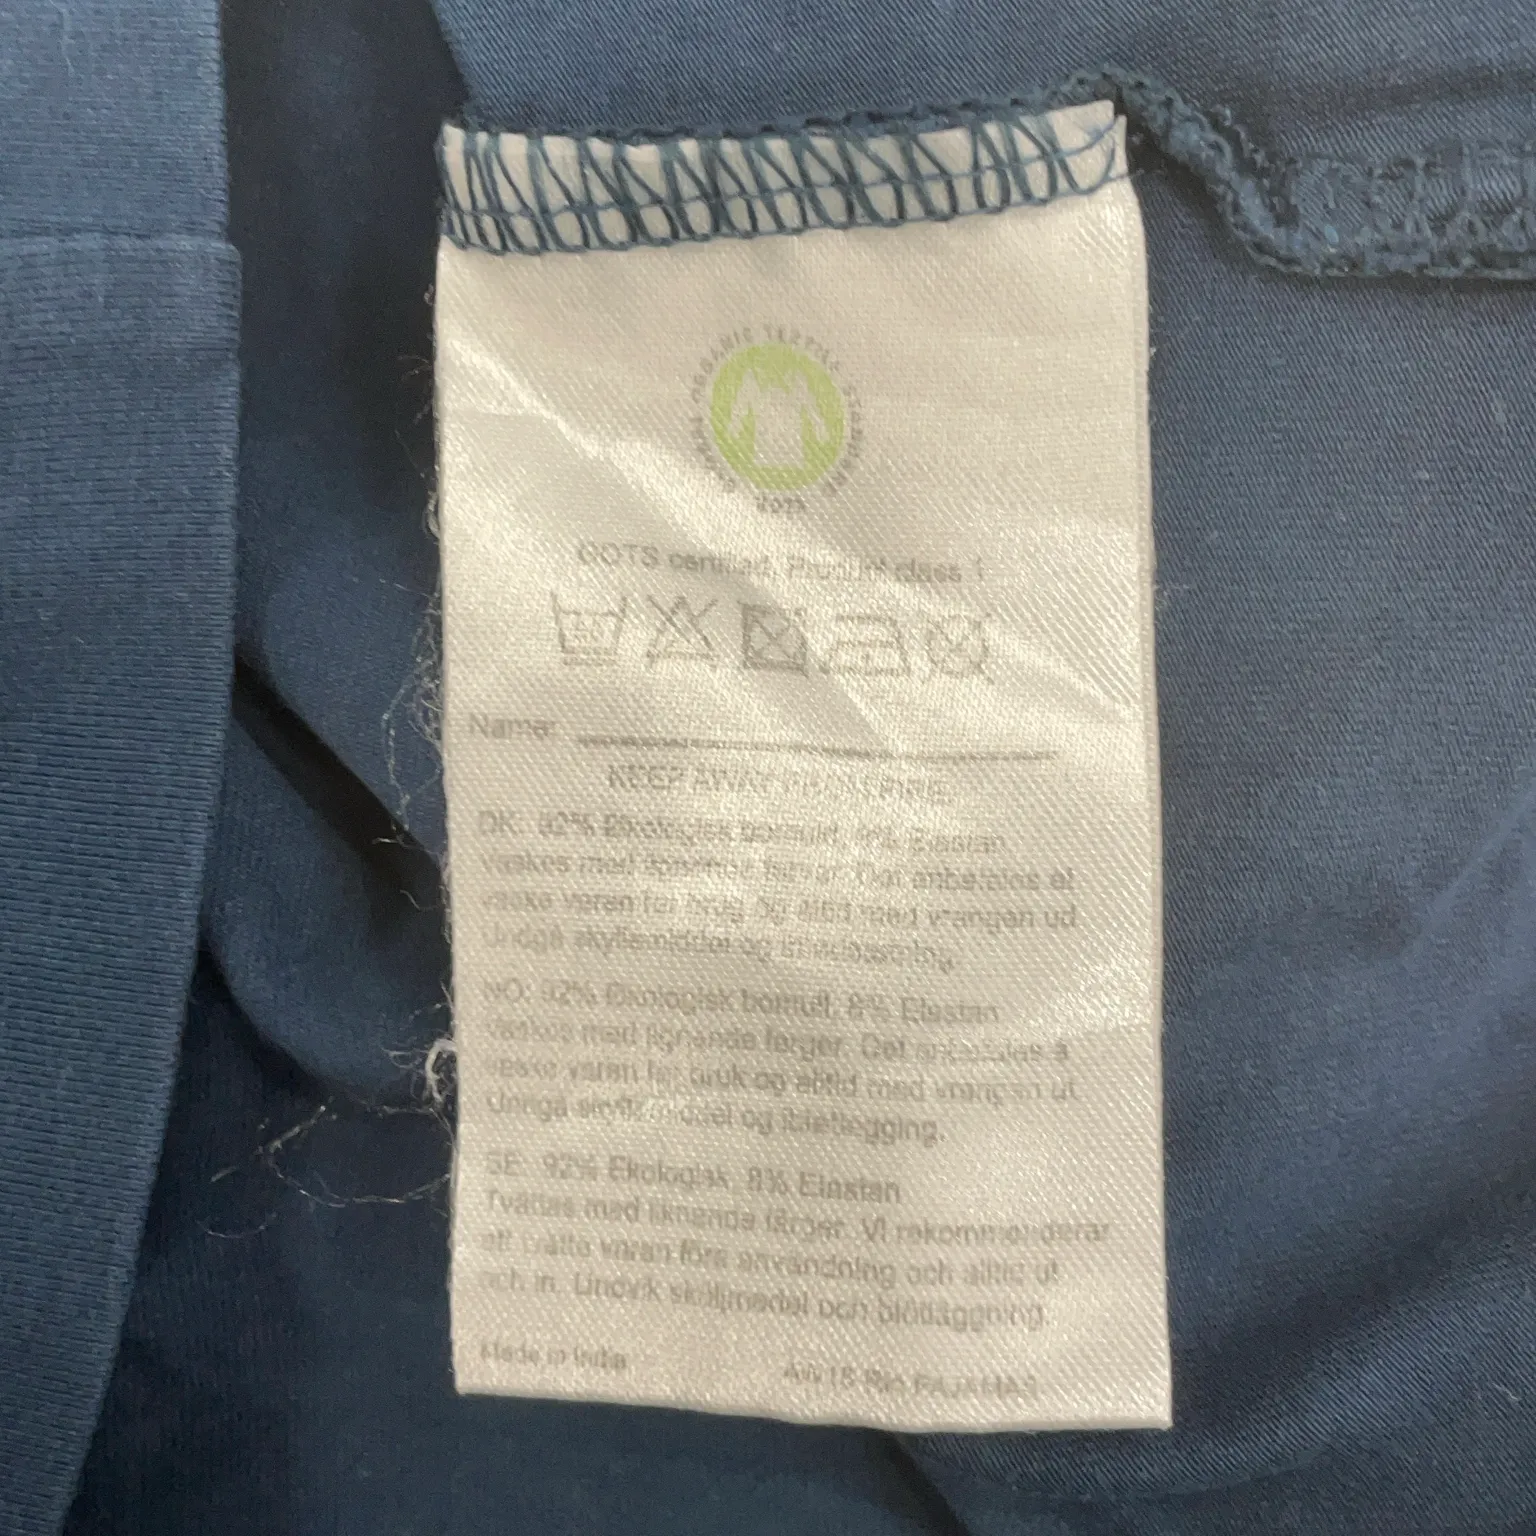 ORGANIC TEXTILE
GOTS certified. Product class 1
Name:
KEEP AWAY FROM FIRE
DK: 92% Økologisk bomuld, 8% Elastan
Vaskes med lignende farver. Det anbefales at
vaske varen før brug og altid med vrangen ud
Undgå skyllemiddel og iblødsætning.
NO: 92% Økologisk bomull, 8% Elastan
Vaskes med lignende farger. Det anbefales å
vaske varen før bruk og alltid med vrangen ut
Unngå skyllemiddel og
SE: 92% Ekologisk, 8% Elastan
Tvättas med liknande färger. Vi rekommenderar
att tvätta varan före användning och alltid ut
och in. Undvik sköljmedel och blötläggning.
Made in India
PAJAMAS